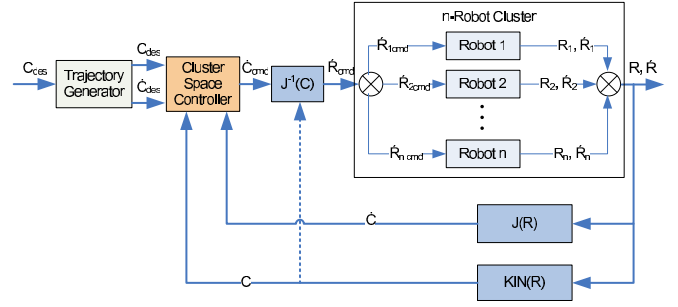 n-Robot Cluster
C_des
Trajectory
Generator
C_des
Ċ_des
Cluster
Space
Controller
Ċ_cmd
J⁻¹(C)
Ṙ_cmd
Ṙ_1cmd
Robot 1
R_1, Ṙ_1
Ṙ_2cmd
Robot 2
R_2, Ṙ_2
Ṙ_n cmd
Robot n
R_n, Ṙ_n
R, Ṙ
Ċ
J(R)
C
KIN(R)